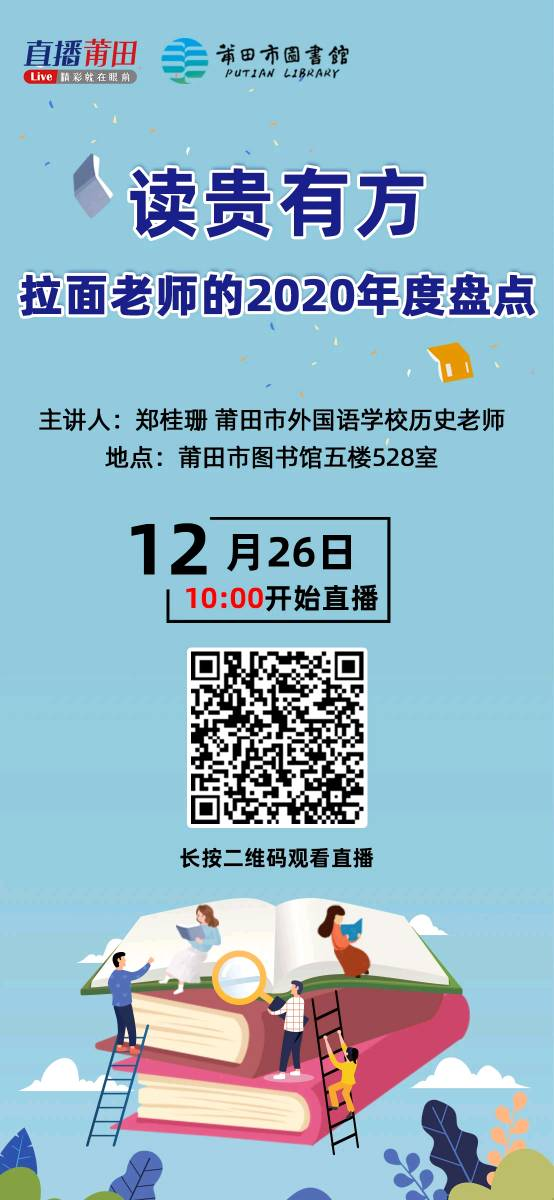 直播莆田
Live 精彩就在眼前
莆田市圖書館
PUTIAN LIBRARY
读贵有方
拉面老师的2020年度盘点
主讲人：郑桂珊 莆田市外国语学校历史老师
地点：莆田市图书馆五楼528室
12月26日
10:00开始直播
长按二维码观看直播